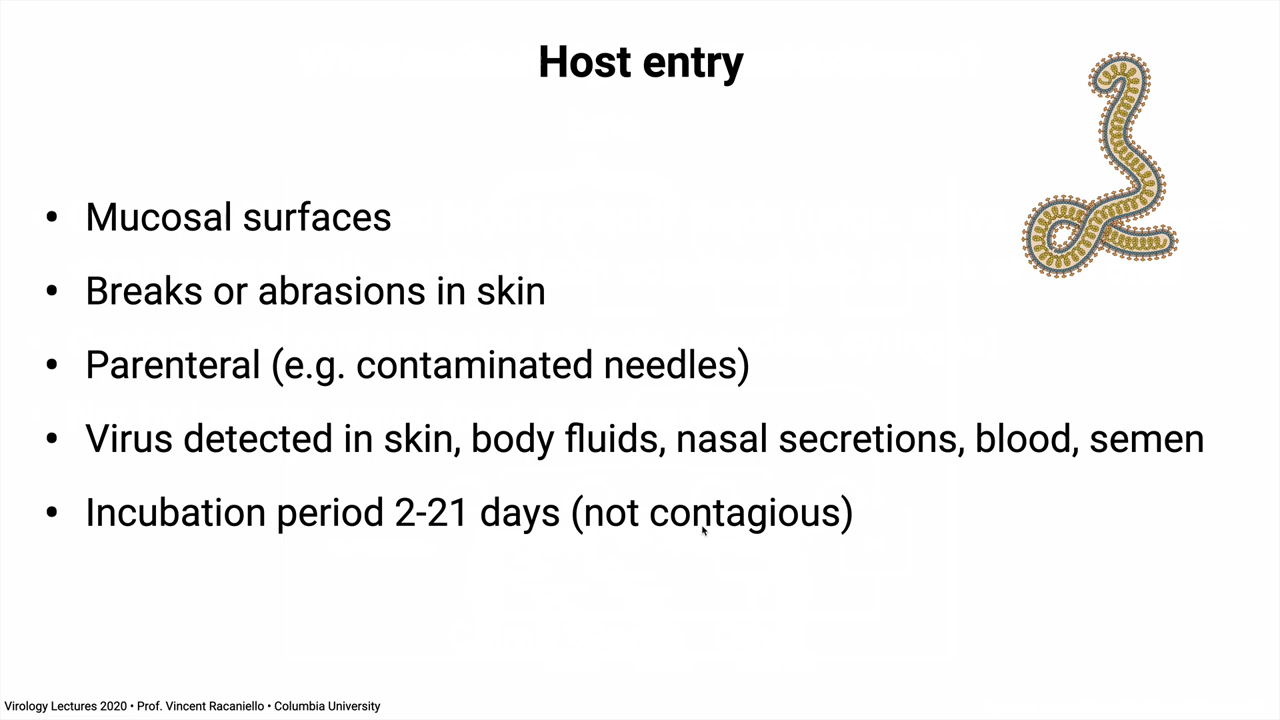 Host entry
• Mucosal surfaces
• Breaks or abrasions in skin
• Parenteral (e.g. contaminated needles)
• Virus detected in skin, body fluids, nasal secretions, blood, semen
• Incubation period 2-21 days (not contagious)
Virology Lectures 2020 • Prof. Vincent Racaniello • Columbia University